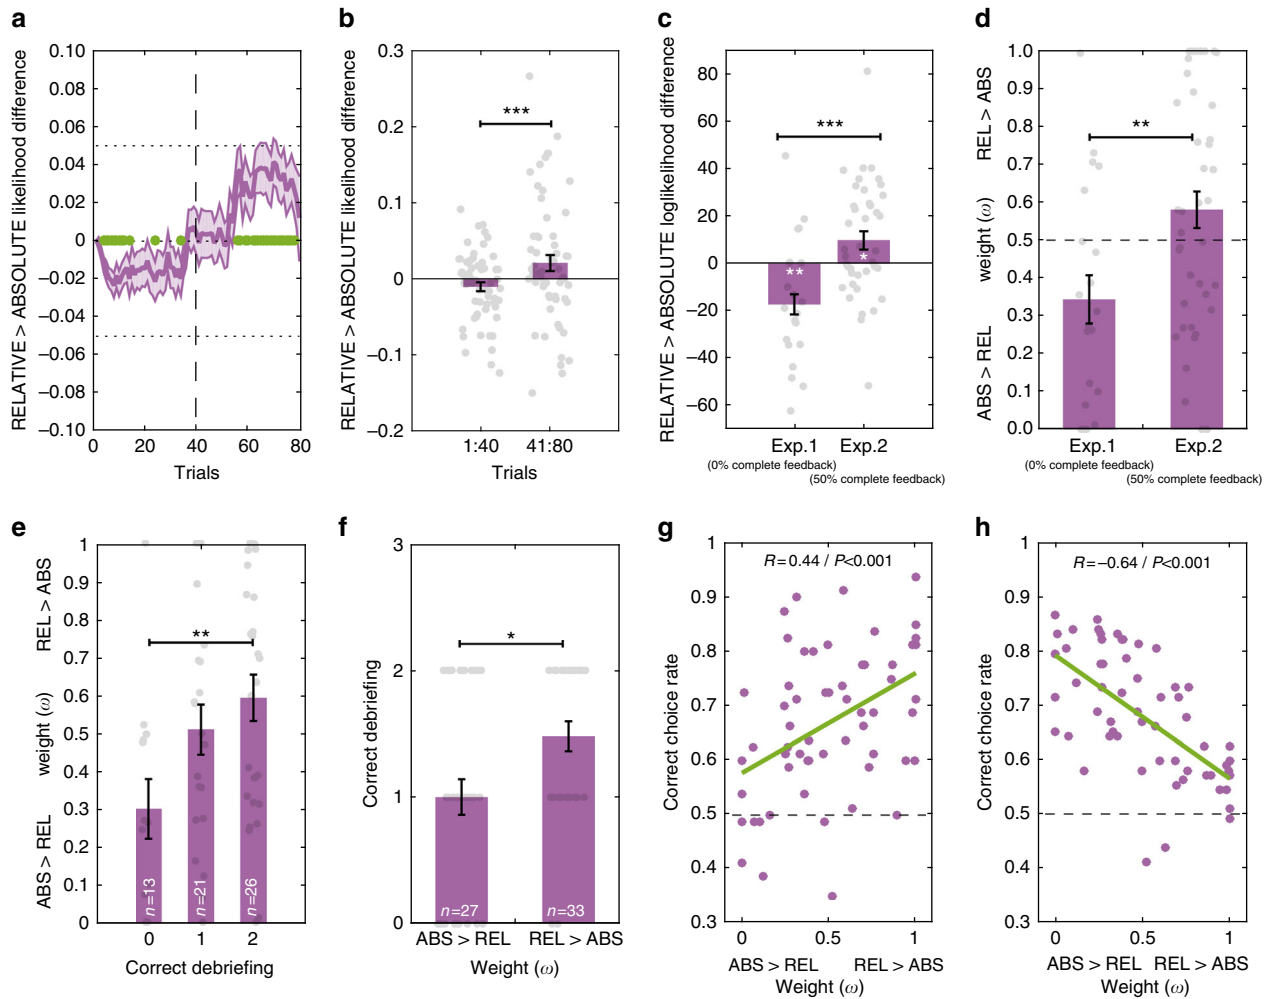 a
RELATIVE > ABSOLUTE likelihood difference
0.10
0.08
0.06
0.04
0.02
0
−0.02
−0.04
−0.06
−0.08
−0.10
0 20 40 60 80
Trials
b
RELATIVE > ABSOLUTE likelihood difference
0.3
0.2
0.1
0
−0.1
−0.2
***
1:40 41:80
Trials
c
RELATIVE > ABSOLUTE loglikelihood difference
80
60
40
20
0
−20
−40
−60
***
**
*
Exp.1 Exp.2
(0% complete feedback)
(50% complete feedback)
d
ABS > REL weight (ω) REL > ABS
1.0
0.9
0.8
0.7
0.6
0.5
0.4
0.3
0.2
0.1
0.0
**
Exp.1 Exp.2
(0% complete feedback)
(50% complete feedback)
e
ABS > REL weight (ω) REL > ABS
1
0.9
0.8
0.7
0.6
0.5
0.4
0.3
0.2
0.1
0
**
n=13
n=21
n=26
0 1 2
Correct debriefing
f
Correct debriefing
3
2
1
0
*
n=27 n=33
ABS > REL REL > ABS
Weight (ω)
g
Correct choice rate
1
0.9
0.8
0.7
0.6
0.5
0.4
0.3
R=0.44 / P<0.001
0 0.5 1
ABS > REL REL > ABS
Weight (ω)
h
Correct choice rate
1
0.9
0.8
0.7
0.6
0.5
0.4
0.3
R=−0.64 / P<0.001
0 0.5 1
ABS > REL REL > ABS
Weight (ω)